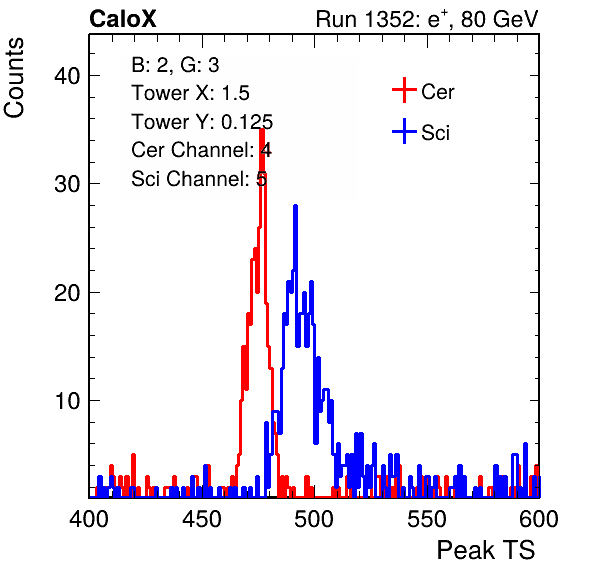 CaloX Run 1352: e+, 80 GeV
Counts
B: 2, G: 3
Tower X: 1.5
Tower Y: 0.125
Cer Channel: 4
Sci Channel: 5
Cer
Sci
40
30
20
10
400 450 500 550 600
Peak TS